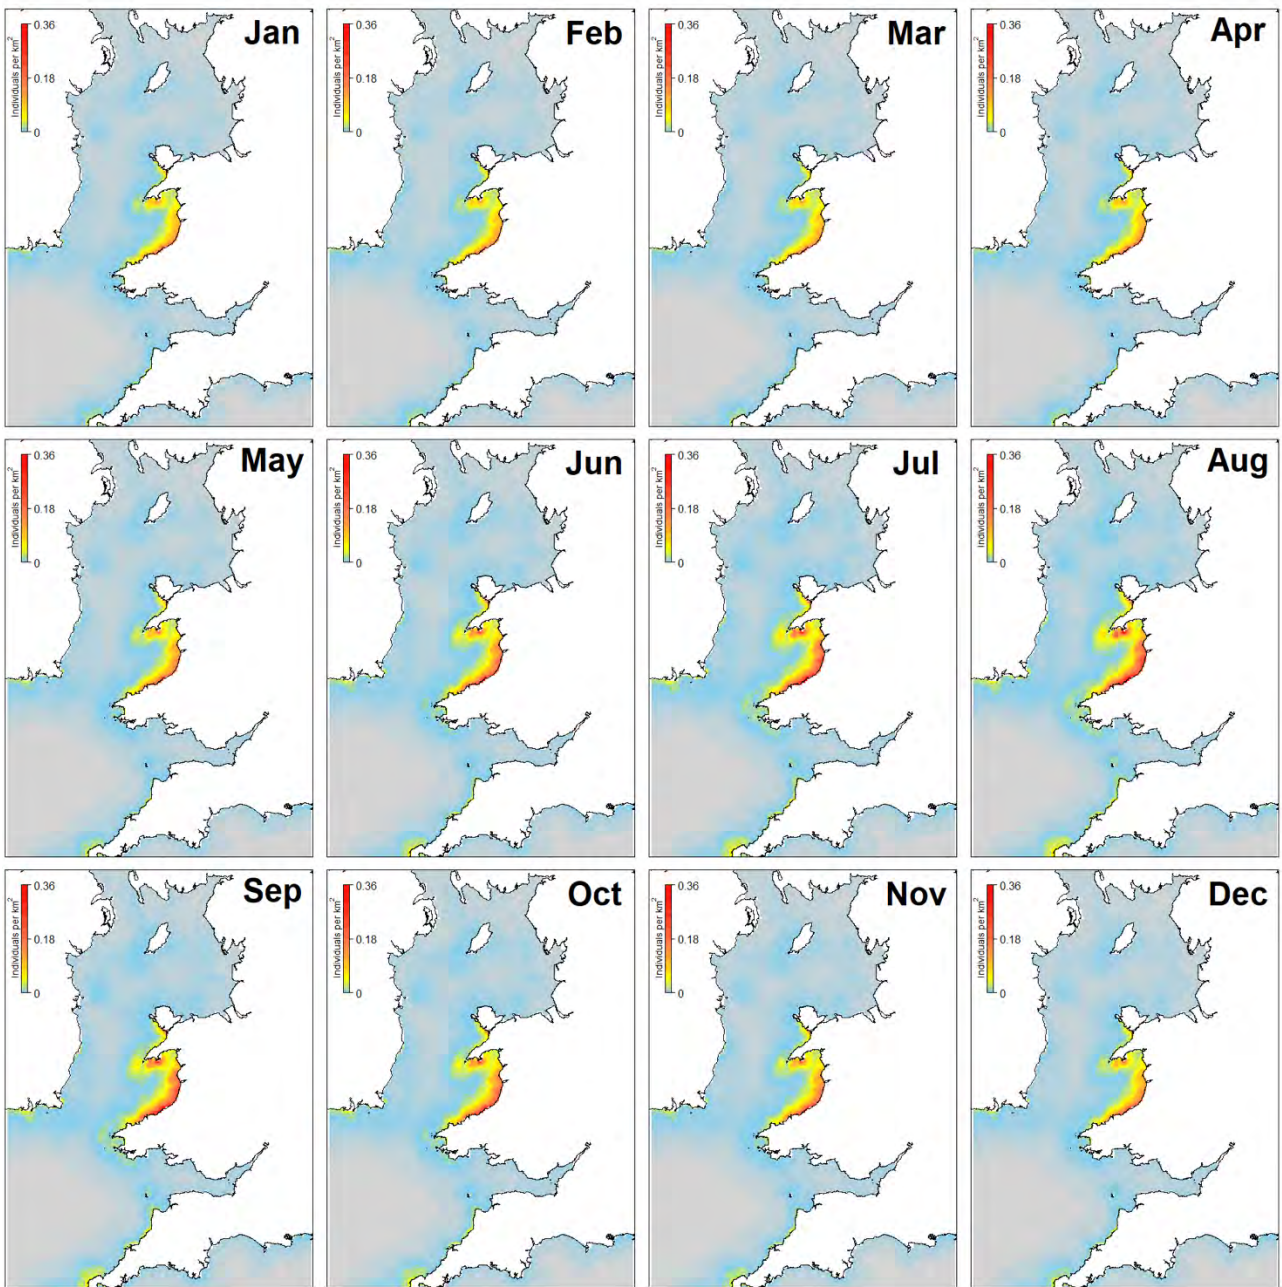 Jan
0.36
0.18
0
Individuals per km²
Feb
0.36
0.18
0
Individuals per km²
Mar
0.36
0.18
0
Individuals per km²
Apr
0.36
0.18
0
Individuals per km²
May
0.36
0.18
0
Individuals per km²
Jun
0.36
0.18
0
Individuals per km²
Jul
0.36
0.18
0
Individuals per km²
Aug
0.36
0.18
0
Individuals per km²
Sep
0.36
0.18
0
Individuals per km²
Oct
0.36
0.18
0
Individuals per km²
Nov
0.36
0.18
0
Individuals per km²
Dec
0.36
0.18
0
Individuals per km²